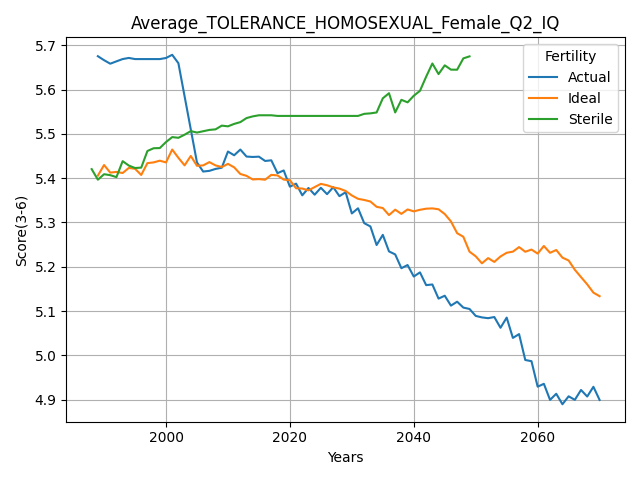 Average_TOLERANCE_HOMOSEXUAL_Female_Q2_IQ
Score(3-6)
5.7
5.6
5.5
5.4
5.3
5.2
5.1
5.0
4.9
Fertility
Actual
Ideal
Sterile
2000
2020
2040
2060
Years